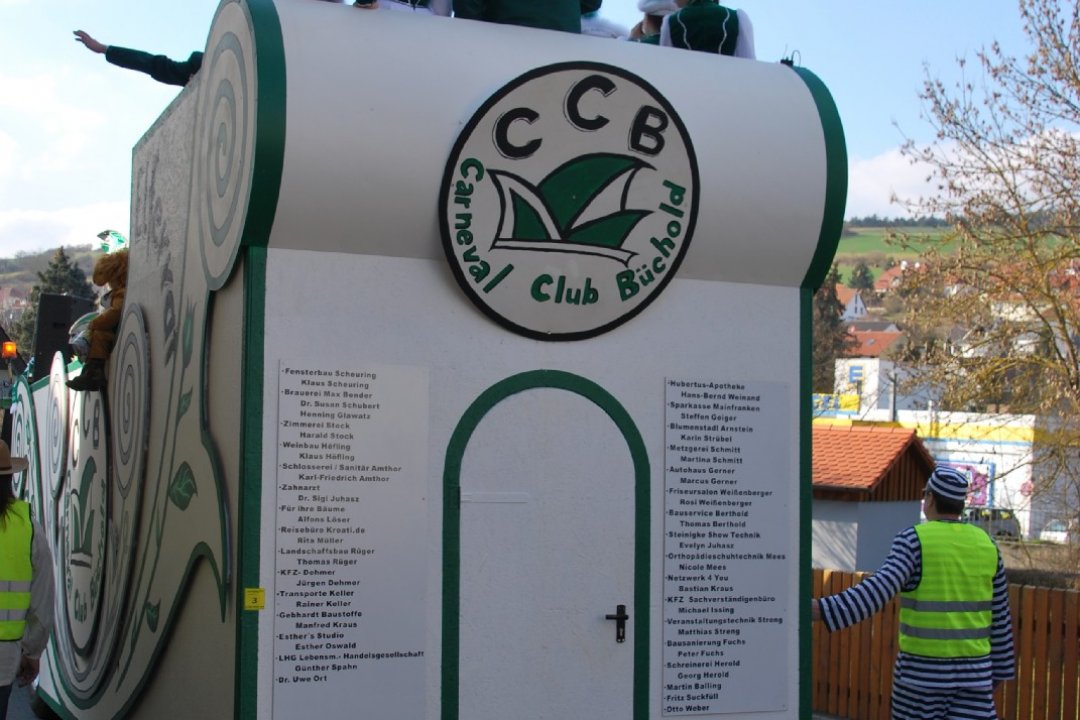 C C B
Carneval Club Büchold
-Fensterbau Scheuring
Klaus Scheuring
-Brauerei Max Bender
Dr. Susan Schubert
Henning Glawatz
-Zimmerei Stock
Harald Stock
-Weinbau Höfling
Klaus Höfling
-Schlosserei / Sanitär Amthor
Karl-Friedrich Amthor
-Zahnarzt
Dr. Sigi Juhasz
-Für Ihre Bäume
Alfons Löser
-Reisebüro Kroati.de
Rita Müller
-Landschaftsbau Rüger
Thomas Rüger
-KFZ- Dehmer
Jürgen Dehmer
-Transporte Keller
Rainer Keller
-Gebhardt Baustoffe
Manfred Kraus
-Esther's Studio
Esther Oswald
-LHG Lebensm.- Handelsgesellschaft
Günther Spahn
-Dr. Uwe Ort
-Hubertus-Apotheke
Hans-Bernd Weinand
-Sparkasse Mainfranken
Steffen Geiger
-Blumenstadl Arnstein
Karin Strübel
-Metzgerei Schmitt
Martina Schmitt
-Autohaus Gerner
Marcus Gerner
-Friseursalon Weißenberger
Rosi Weißenberger
-Bauservice Berthold
Thomas Berthold
-Steinigke Show Technik
Evelyn Juhasz
-Orthopädieschuhtechnik Mees
Nicole Mees
-Netzwerk 4 You
Bastian Kraus
-KFZ Sachverständigenbüro
Michael Issing
-Veranstaltungstechnik Streng
Matthias Streng
-Bausanierung Fuchs
Peter Fuchs
-Schreinerei Herold
Georg Herold
-Martin Balling
-Fritz Suckfüll
-Otto Weber
3
CCB
Club
E